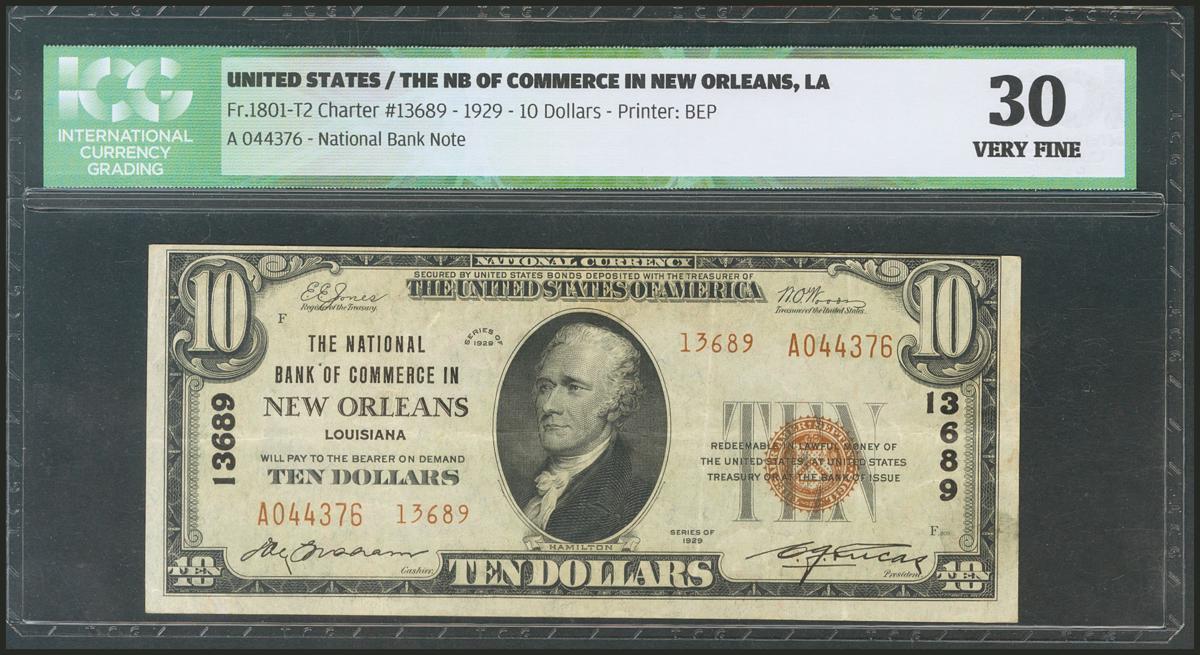 ICG
INTERNATIONAL
CURRENCY
GRADING
UNITED STATES / THE NB OF COMMERCE IN NEW ORLEANS, LA
Fr.1801-T2 Charter #13689 - 1929 - 10 Dollars - Printer: BEP
A 044376 - National Bank Note
30
VERY FINE
NATIONAL CURRENCY
SECURED BY UNITED STATES BONDS DEPOSITED WITH THE TREASURER OF
THE UNITED STATES OF AMERICA
10
10
E.E. Jones
Register of the Treasury.
W.O. Woods
Treasurer of the United States.
F
THE NATIONAL
BANK OF COMMERCE IN
NEW ORLEANS
LOUISIANA
WILL PAY TO THE BEARER ON DEMAND
TEN DOLLARS
SERIES OF
1929
13689 A044376
13689
13689
TEN
REDEEMABLE IN LAWFUL MONEY OF
THE UNITED STATES AT UNITED STATES
TREASURY OR AT THE BANK OF ISSUE
A044376 13689
SERIES OF
1929
F
HAMILTON
Cashier.
President.
TEN DOLLARS
10
TEN
10
TEN